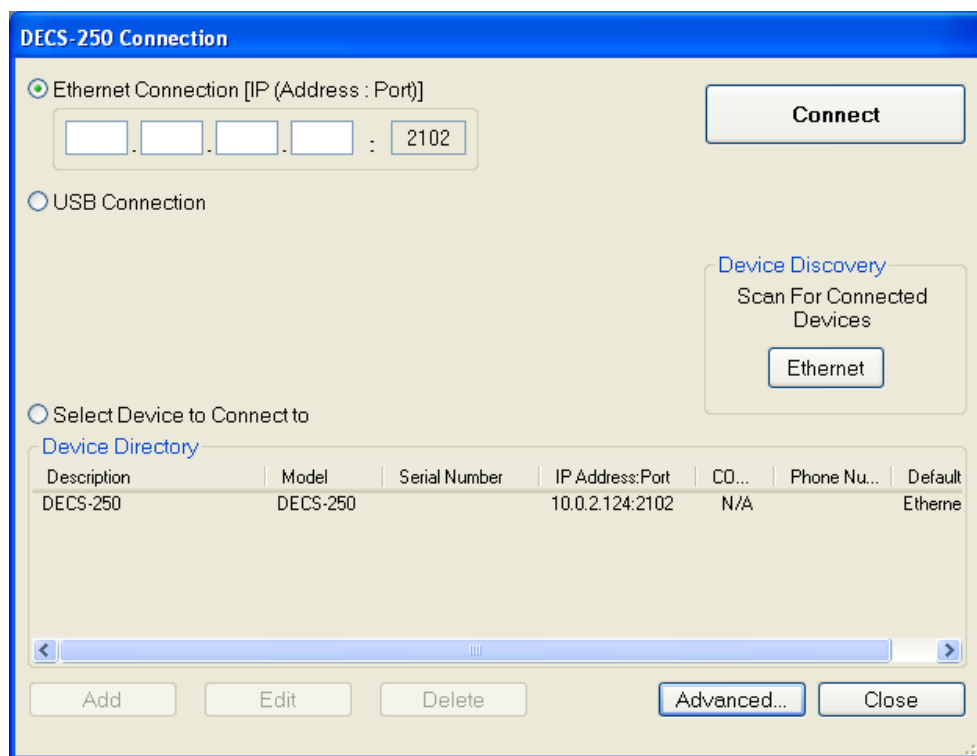 DECS-250 Connection
Ethernet Connection [IP (Address : Port)]
. . . : 2102
Connect
USB Connection
Device Discovery
Scan For Connected
Devices
Ethernet
Select Device to Connect to
Device Directory
Description Model Serial Number IP Address:Port CO... Phone Nu... Default
DECS-250 DECS-250 10.0.2.124:2102 N/A Etherne
Add Edit Delete Advanced... Close